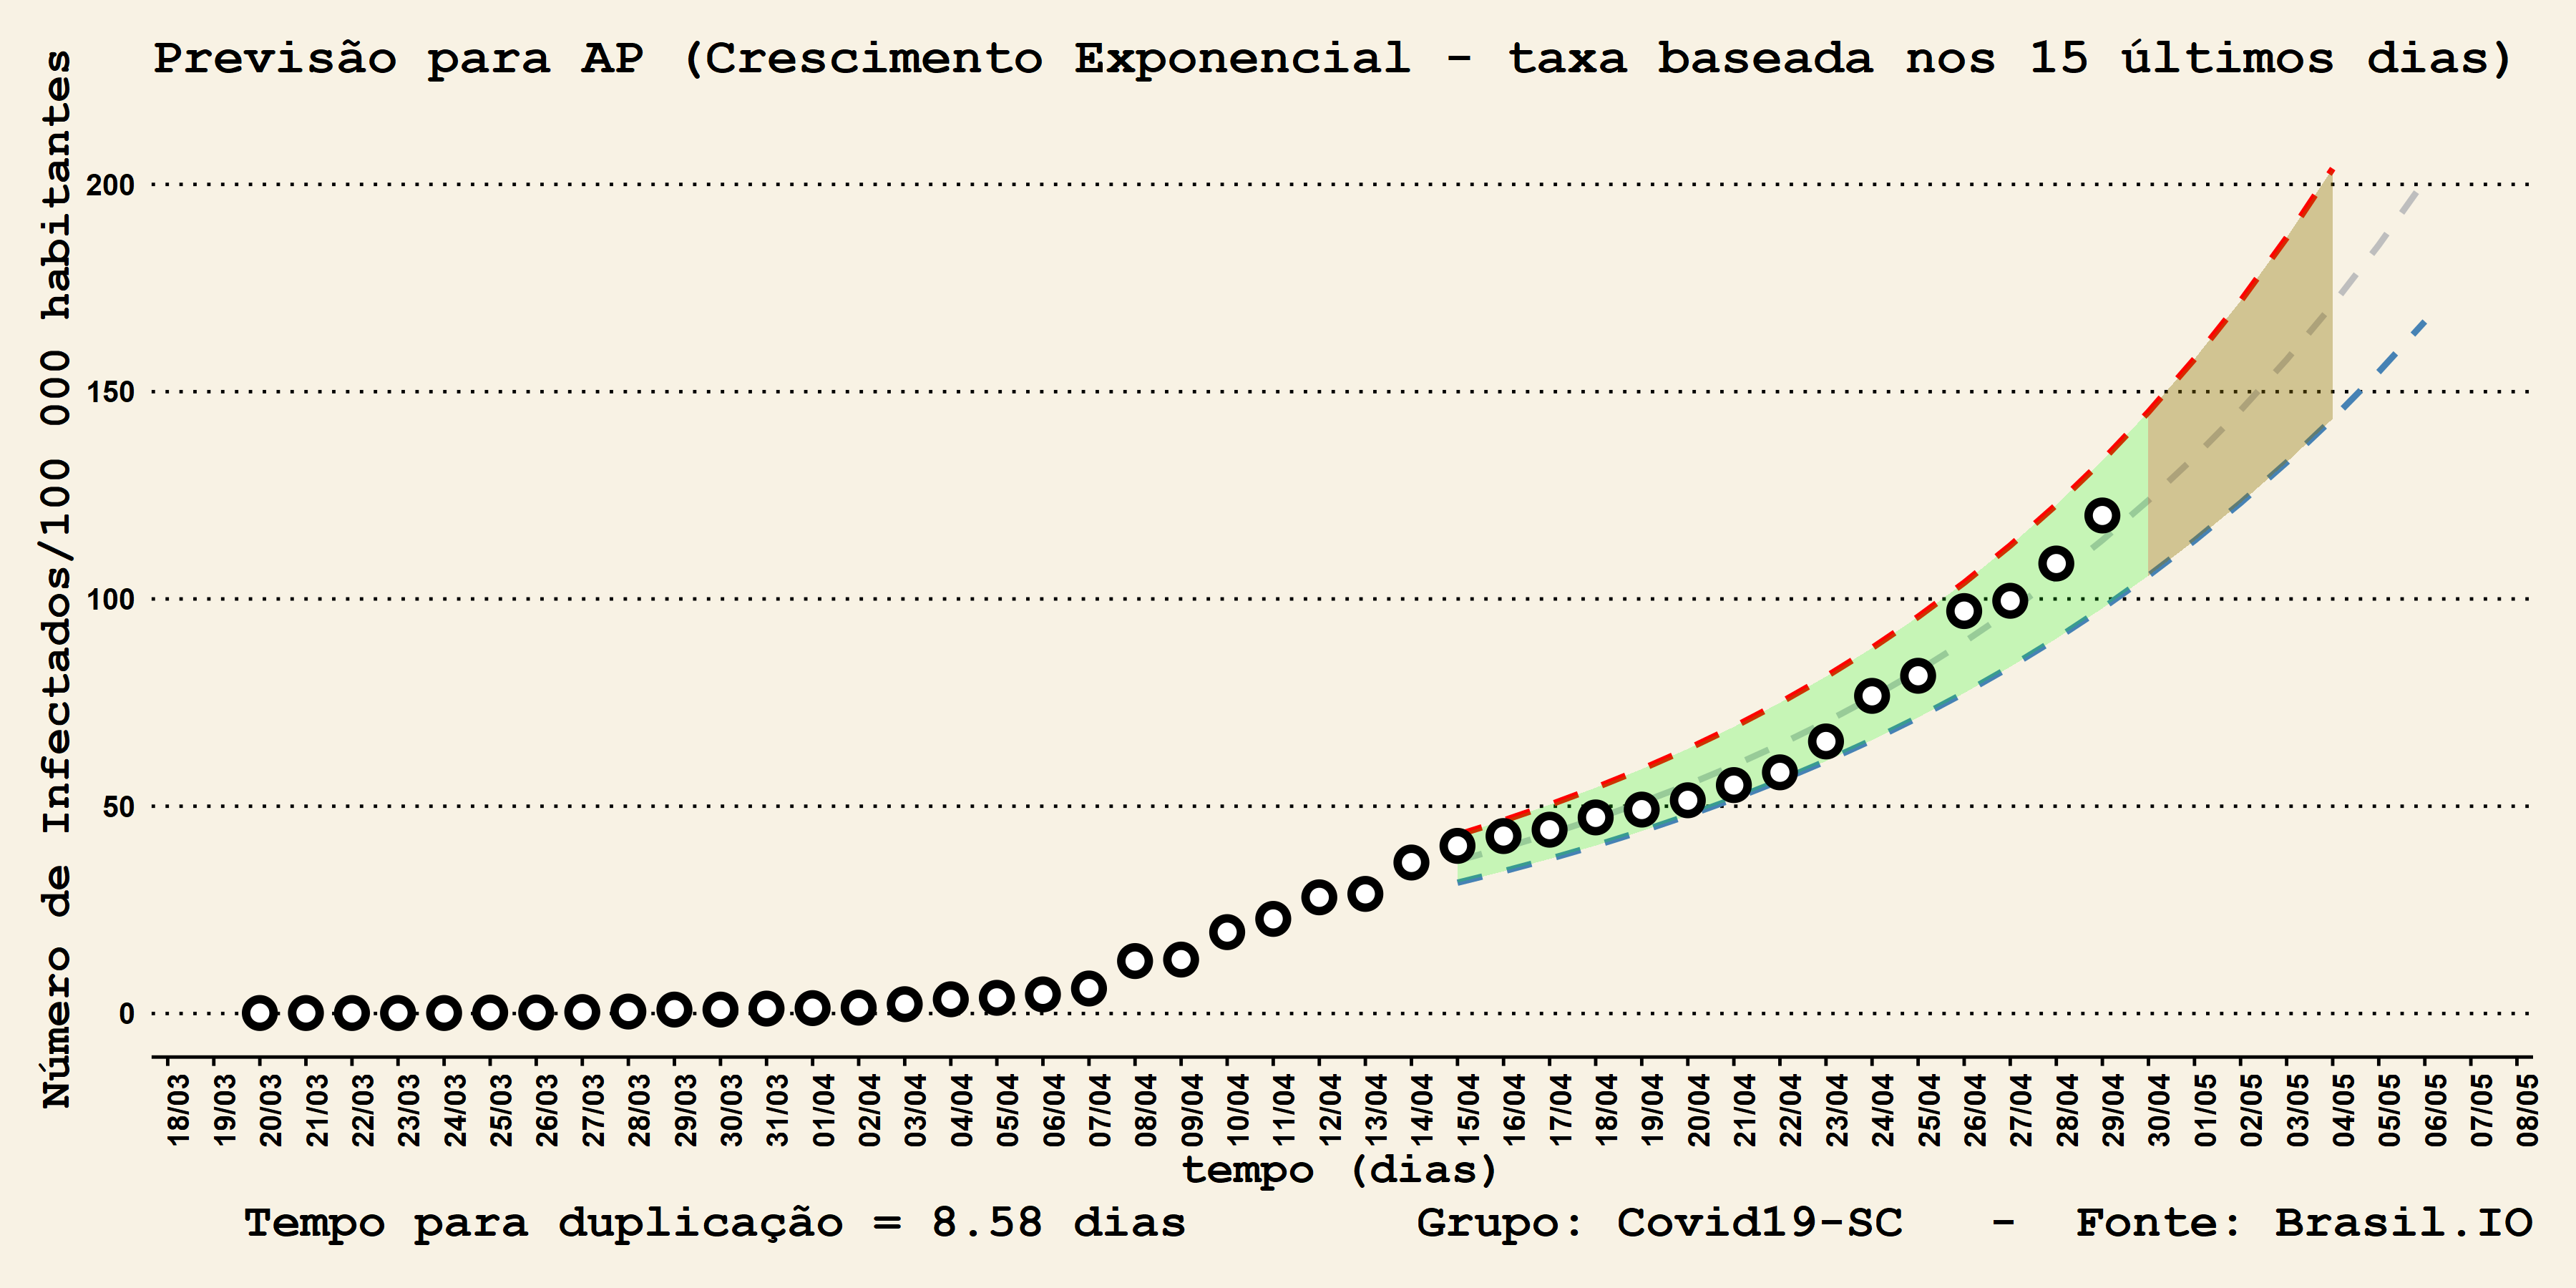 Previsão para AP (Crescimento Exponencial - taxa baseada nos 15 últimos dias)
Número de Infectados/100 000 habitantes
200
150
100
50
0
18/03 19/03 20/03 21/03 22/03 23/03 24/03 25/03 26/03 27/03 28/03 29/03 30/03 31/03 01/04 02/04 03/04 04/04 05/04 06/04 07/04 08/04 09/04 10/04 11/04 12/04 13/04 14/04 15/04 16/04 17/04 18/04 19/04 20/04 21/04 22/04 23/04 24/04 25/04 26/04 27/04 28/04 29/04 30/04 01/05 02/05 03/05 04/05 05/05 06/05 07/05 08/05
tempo (dias)
Tempo para duplicação = 8.58 dias Grupo: Covid19-SC - Fonte: Brasil.IO